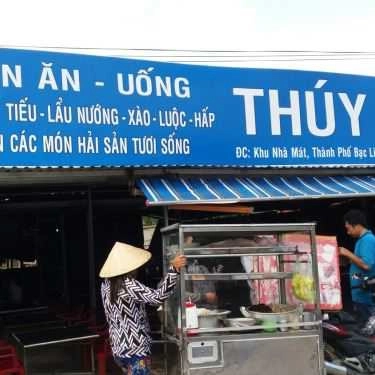 N ĂN - UỐNG
TIẾU - LẨU NƯỚNG - XÀO - LUỘC - HẤP
N CÁC MÓN HẢI SẢN TƯƠI SỐNG
THÚY
ĐC: Khu Nhà Mát, Thành Phố Bạc Li